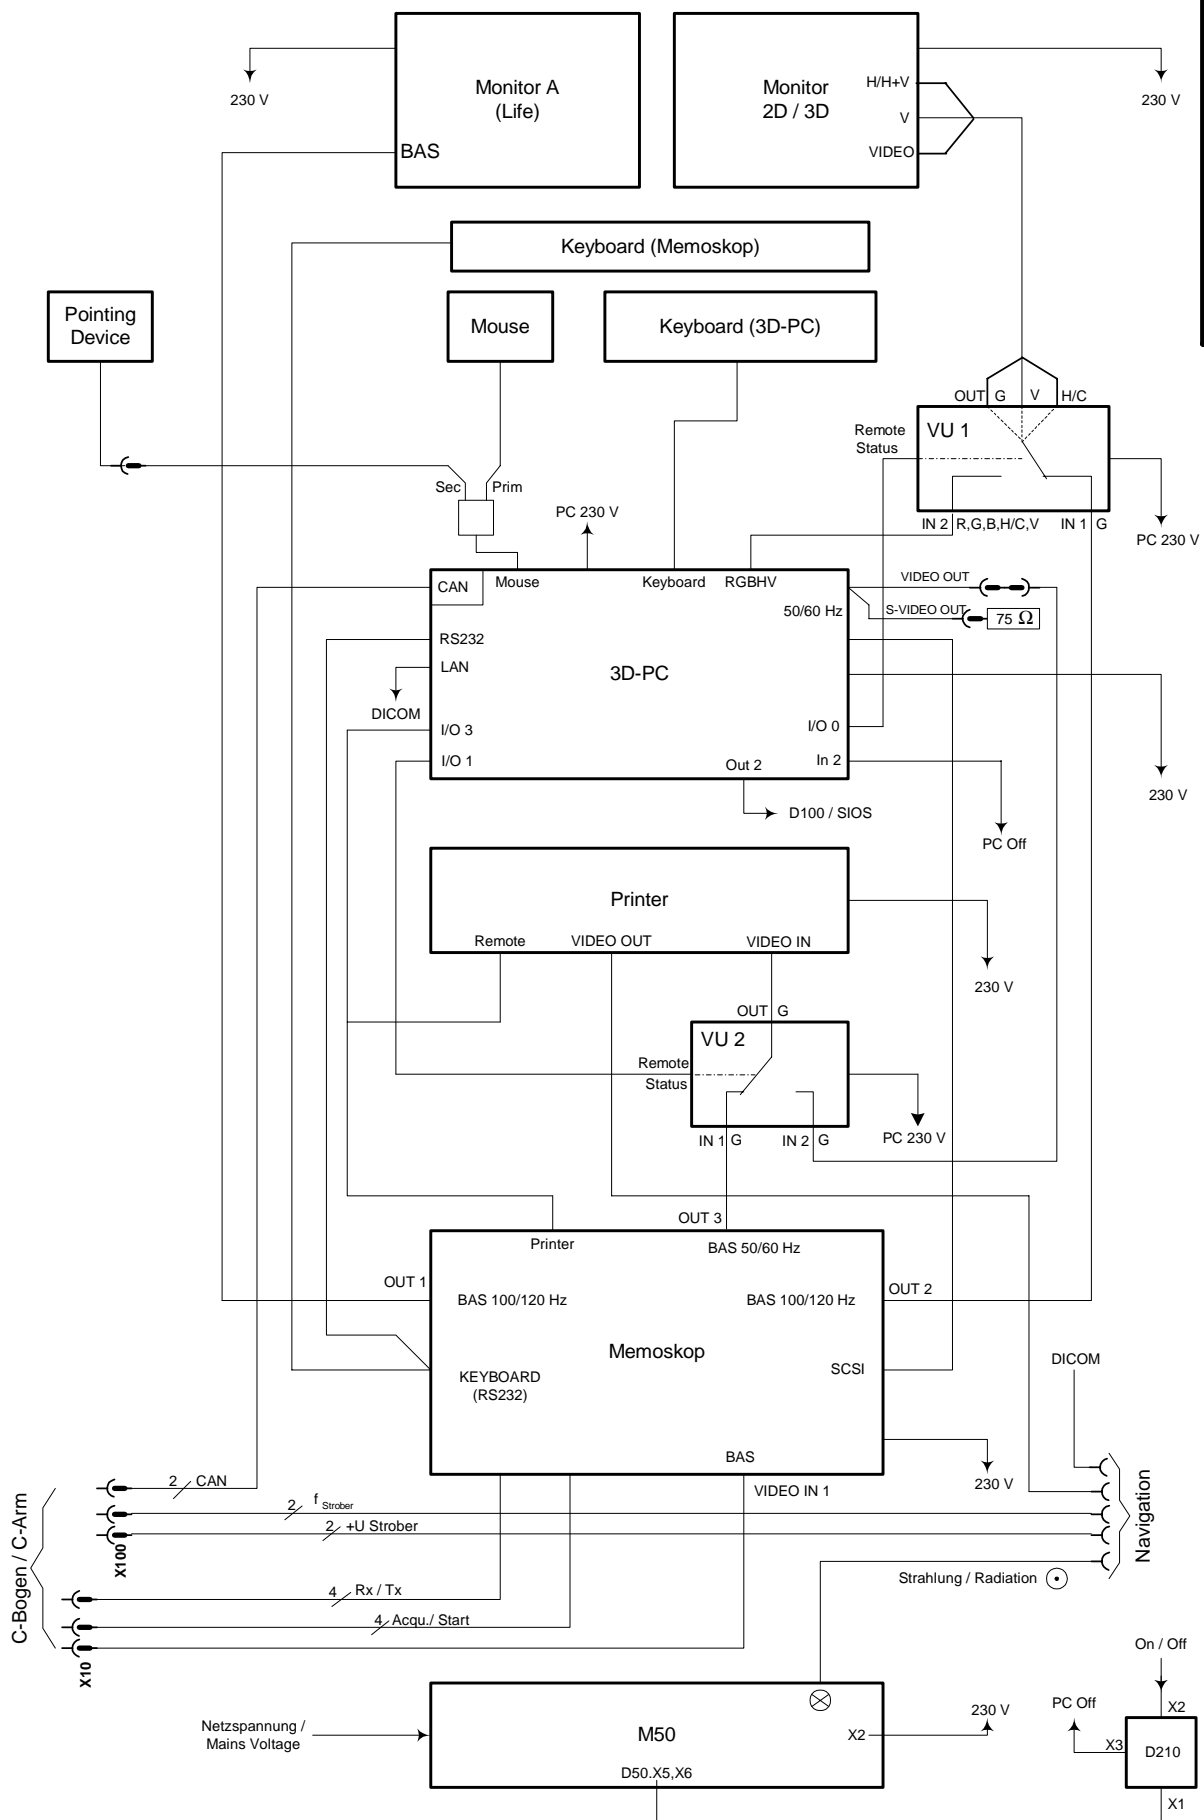 Monitor A
(Life)
BAS
230 V
Monitor
2D / 3D
H/H+V
V
VIDEO
230 V
Keyboard (Memoskop)
Pointing
Device
Mouse
Keyboard (3D-PC)
OUT G V H/C
VU 1
Remote
Status
IN 2 R,G,B,H/C,V IN 1 G
PC 230 V
Sec Prim
PC 230 V
CAN
Mouse
Keyboard
RGBHV
VIDEO OUT
S-VIDEO OUT
75 Ω
50/60 Hz
RS232
LAN
DICOM
3D-PC
I/O 3
I/O 0
I/O 1
Out 2
In 2
230 V
D100 / SIOS
PC Off
Printer
Remote
VIDEO OUT
VIDEO IN
230 V
OUT G
VU 2
Remote
Status
IN 1 G IN 2 G
PC 230 V
OUT 3
Printer
BAS 50/60 Hz
OUT 1
OUT 2
BAS 100/120 Hz
BAS 100/120 Hz
Memoskop
KEYBOARD
(RS232)
SCSI
BAS
VIDEO IN 1
230 V
DICOM
Navigation
C-Bogen / C-Arm
2 CAN
2 f Strober
2 +U Strober
X100
4 Rx / Tx
4 Acqu./ Start
X10
Strahlung / Radiation
Netzspannung /
Mains Voltage
M50
X2
230 V
D50.X5,X6
On / Off
PC Off
X2
X3
D210
X1